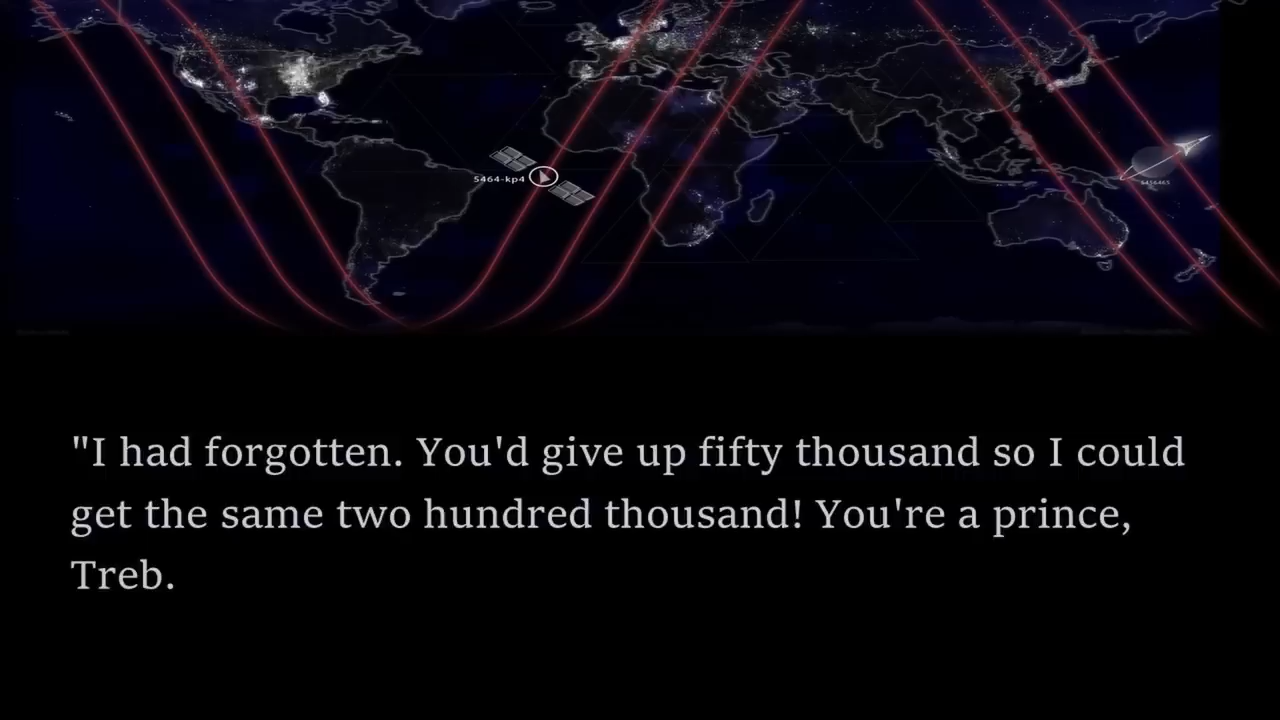 S464-kp4
"I had forgotten. You'd give up fifty thousand so I could
get the same two hundred thousand! You're a prince,
Treb.